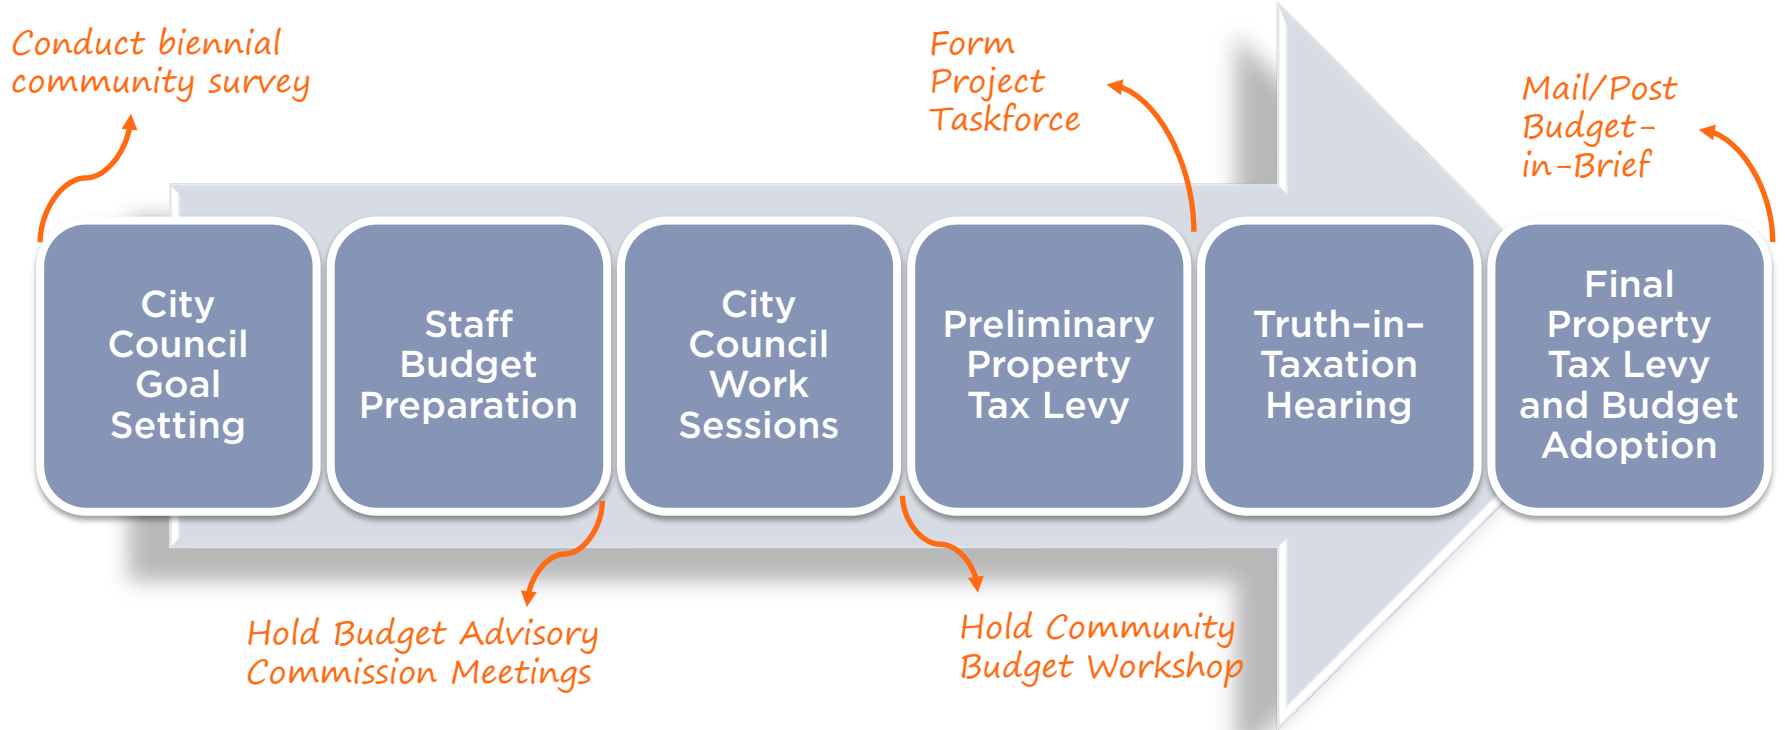 Conduct biennial
community survey
Form
Project
Taskforce
Mail/Post
Budget-
in-Brief
City
Council
Goal
Setting
Staff
Budget
Preparation
City
Council
Work
Sessions
Preliminary
Property
Tax Levy
Truth-in-
Taxation
Hearing
Final
Property
Tax Levy
and Budget
Adoption
Hold Budget Advisory
Commission Meetings
Hold Community
Budget Workshop